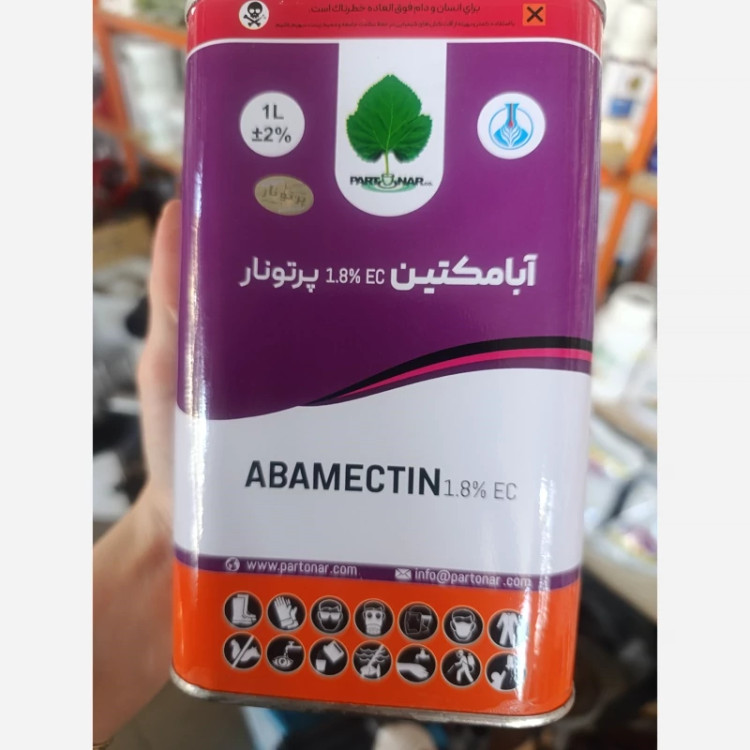 برای انسان و دام فوق العاده خطرناک است.
1L
±2%
PARTONAR
پرتونار
آبامکتین 1.8% EC پرتونار
ABAMECTIN 1.8% EC
www.partonar.com
info@partonar.com